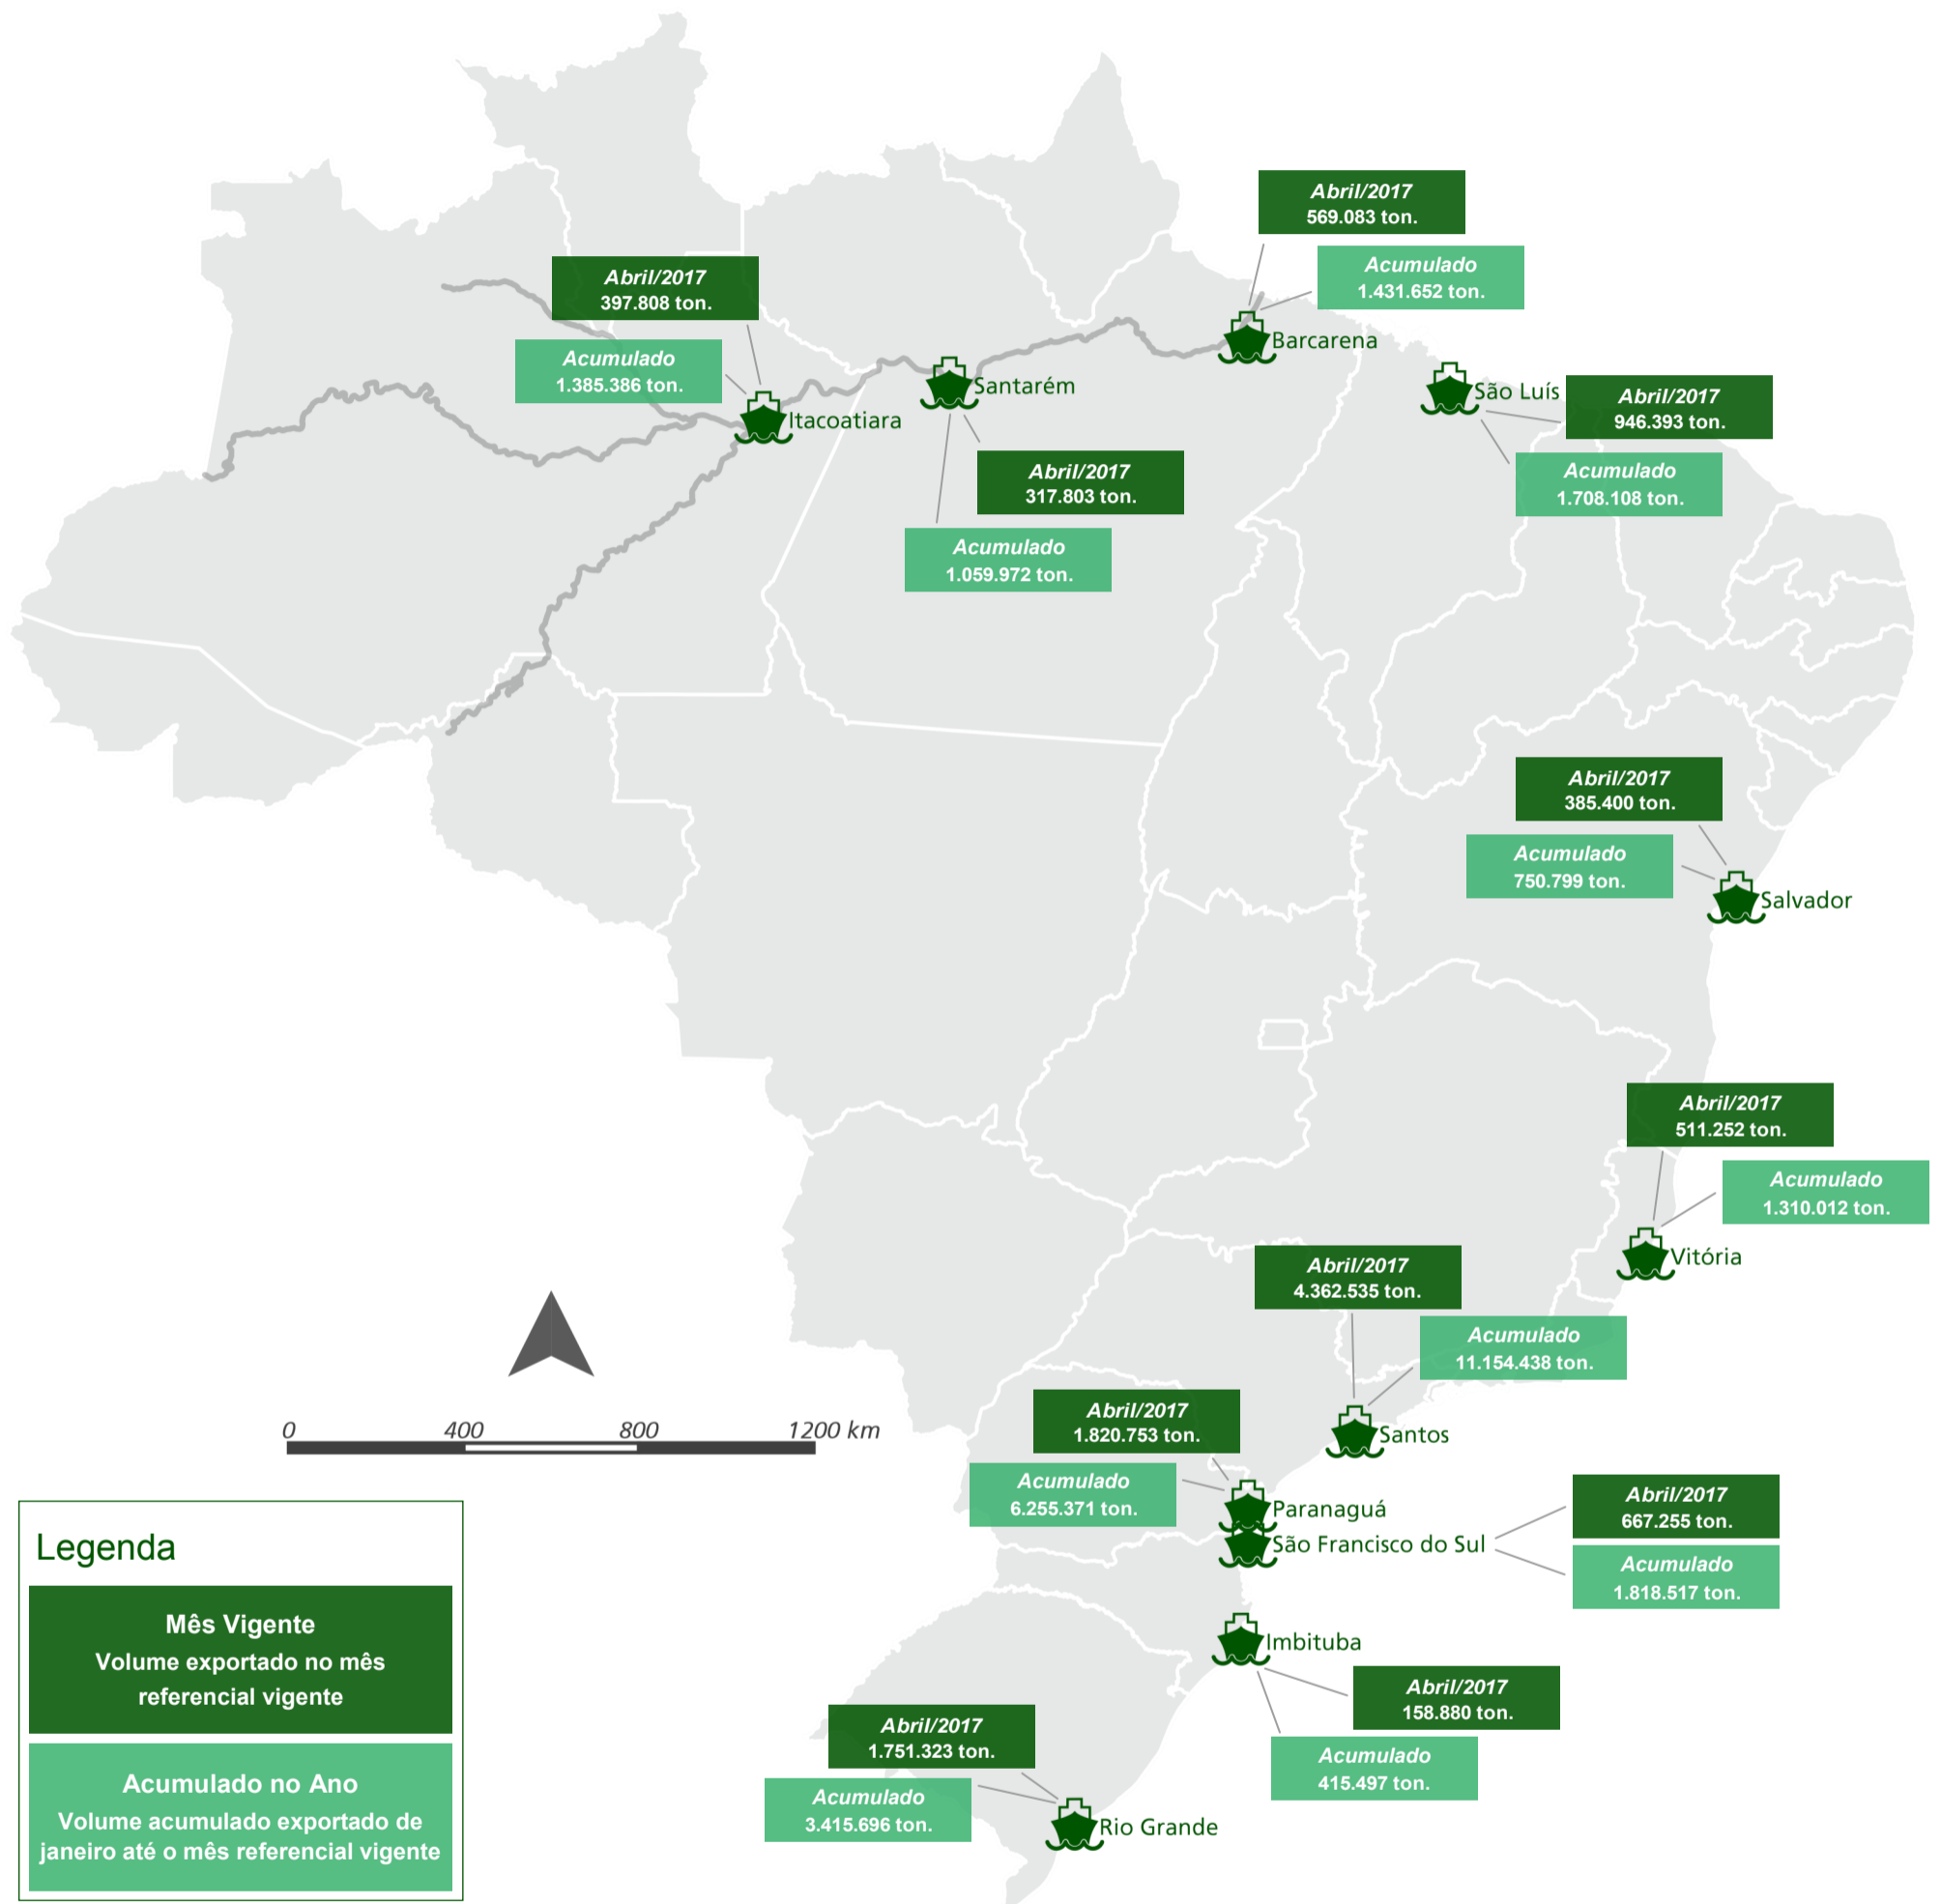 Abril/2017
569.083 ton.
Acumulado
1.431.652 ton.
Barcarena
Abril/2017
397.808 ton.
Acumulado
1.385.386 ton.
Itacoatiara
Santarém
Abril/2017
317.803 ton.
Acumulado
1.059.972 ton.
São Luís
Abril/2017
946.393 ton.
Acumulado
1.708.108 ton.
Abril/2017
385.400 ton.
Acumulado
750.799 ton.
Salvador
Abril/2017
511.252 ton.
Acumulado
1.310.012 ton.
Vitória
Abril/2017
4.362.535 ton.
Acumulado
11.154.438 ton.
Santos
Abril/2017
1.820.753 ton.
Acumulado
6.255.371 ton.
Paranaguá
São Francisco do Sul
Abril/2017
667.255 ton.
Acumulado
1.818.517 ton.
Imbituba
Abril/2017
158.880 ton.
Acumulado
415.497 ton.
Abril/2017
1.751.323 ton.
Acumulado
3.415.696 ton.
Rio Grande
0 400 800 1200 km
Legenda
Mês Vigente
Volume exportado no mês
referencial vigente
Acumulado no Ano
Volume acumulado exportado de
janeiro até o mês referencial vigente